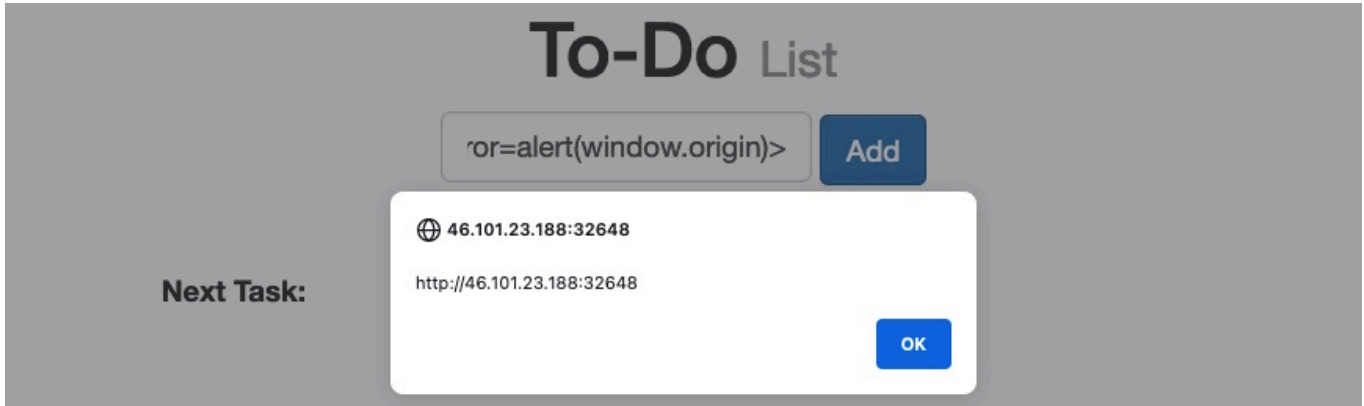 To-Do List
ror=alert(window.origin)> Add
46.101.23.188:32648
http://46.101.23.188:32648
Next Task:
OK